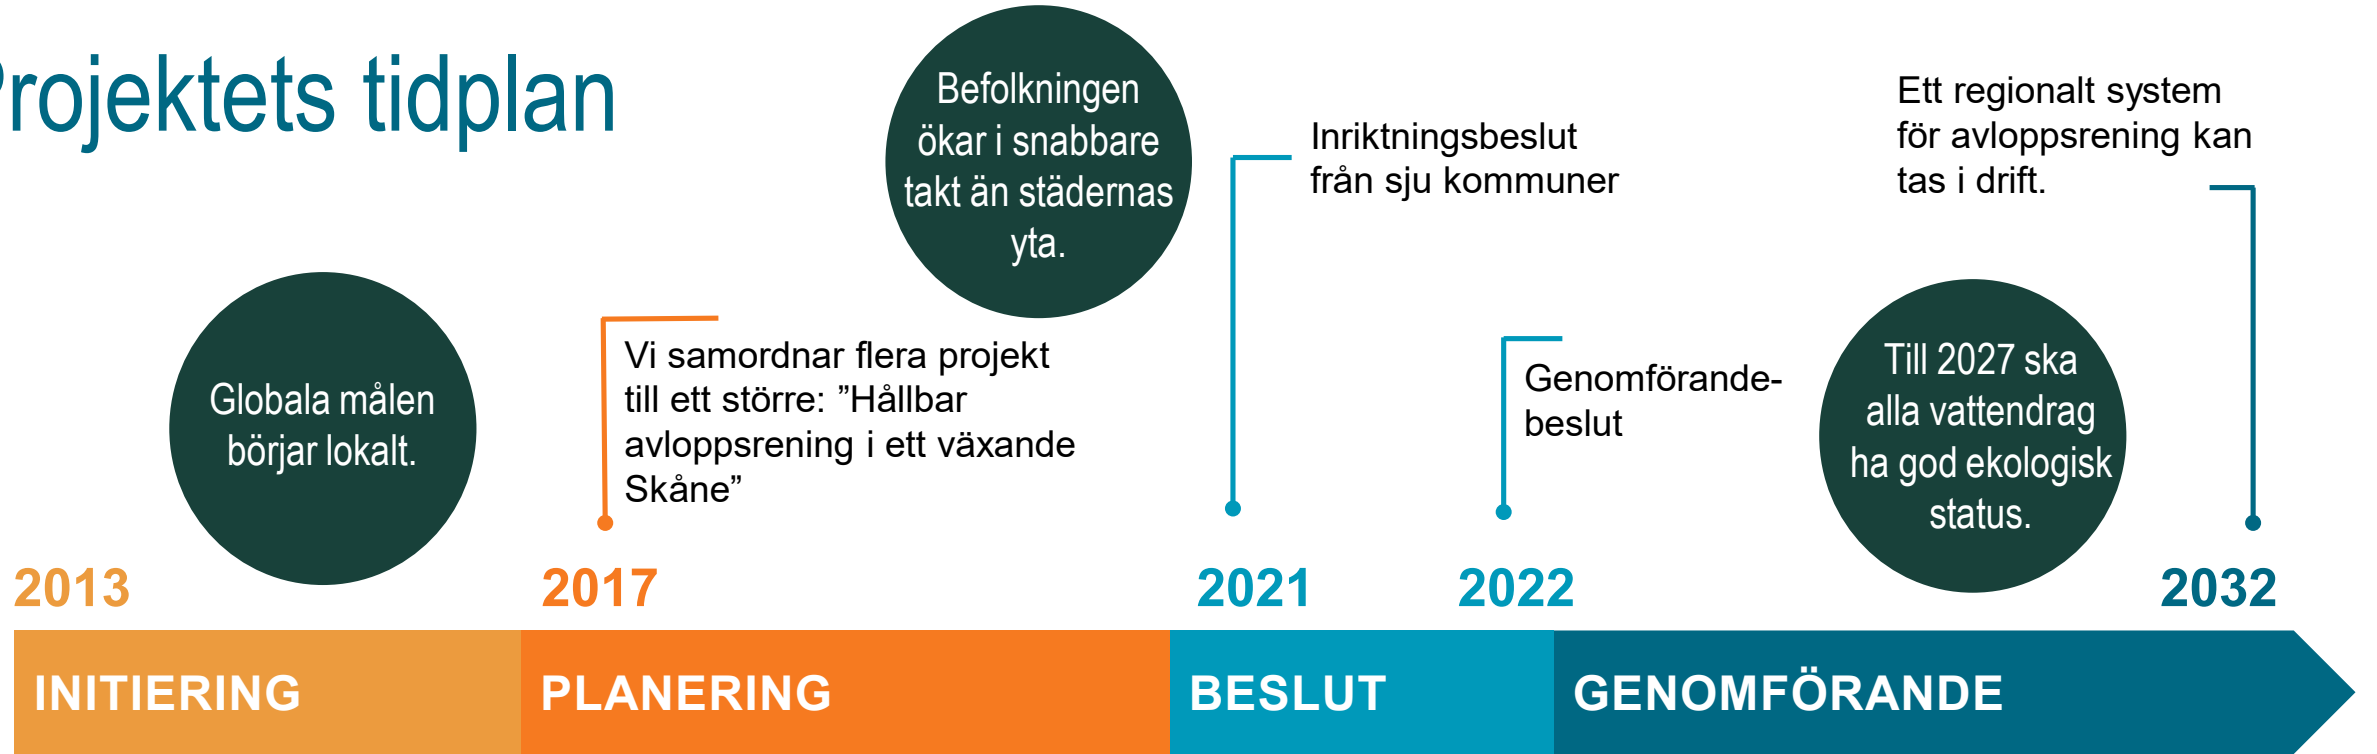 Projektets tidplan
Befolkningen
ökar i snabbare
takt än städernas
yta.
Inriktningsbeslut
från sju kommuner
Ett regionalt system
för avloppsrening kan
tas i drift.
Globala målen
börjar lokalt.
Vi samordnar flera projekt
till ett större: ”Hållbar
avloppsrening i ett växande
Skåne”
Genomförande-
beslut
Till 2027 ska
alla vattendrag
ha god ekologisk
status.
2013
2017
2021
2022
2032
INITIERING
PLANERING
BESLUT
GENOMFÖRANDE